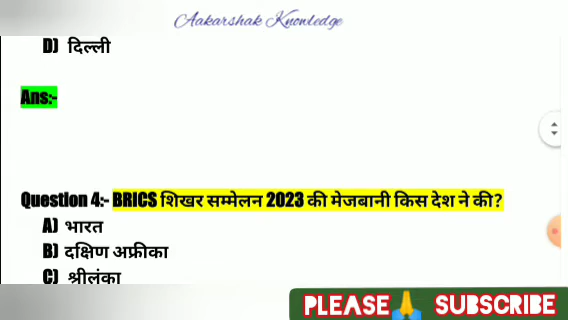 Aakarshak Knowledge
D) दिल्ली
Ans:-
Question 4:- BRICS शिखर सम्मेलन 2023 की मेजबानी किस देश ने की?
A) भारत
B) दक्षिण अफ्रीका
C) श्रीलंका
PLEASE🙏 SUBSCRIBE